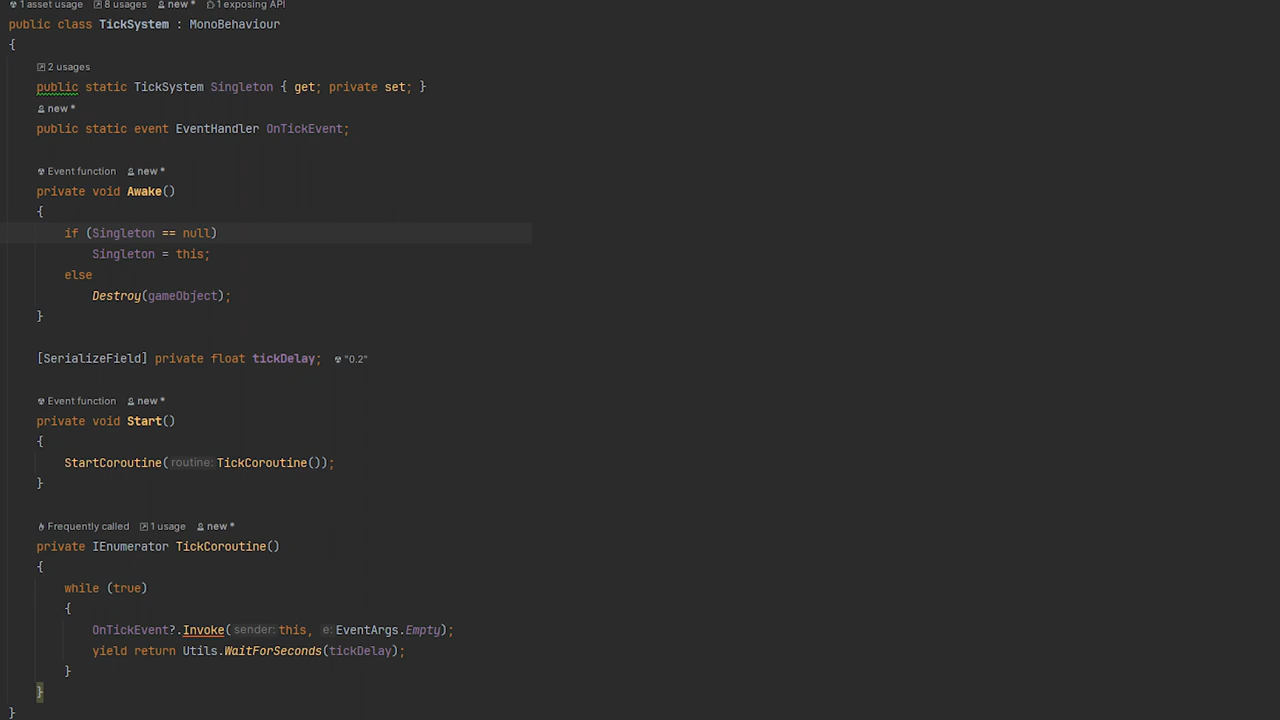 1 asset usage 8 usages new * 1 exposing API
public class TickSystem : MonoBehaviour
{
2 usages
public static TickSystem Singleton { get; private set; }
new *
public static event EventHandler OnTickEvent;
Event function new *
private void Awake()
{
if (Singleton == null)
Singleton = this;
else
Destroy(gameObject);
}
[SerializeField] private float tickDelay; "0.2"
Event function new *
private void Start()
{
StartCoroutine(routine: TickCoroutine());
}
Frequently called 1 usage new *
private IEnumerator TickCoroutine()
{
while (true)
{
OnTickEvent?.Invoke(sender: this, e: EventArgs.Empty);
yield return Utils.WaitForSeconds(tickDelay);
}
}
}